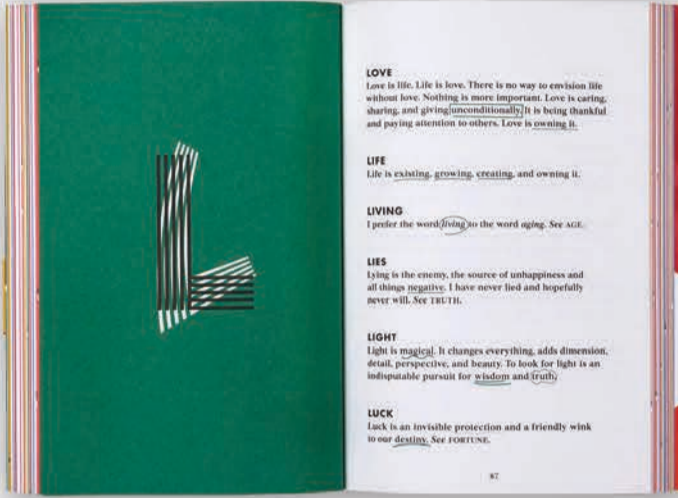 L
LOVE
Love is life. Life is love. There is no way to envision life
without love. Nothing is more important. Love is caring,
sharing, and giving unconditionally. It is being thankful
and paying attention to others. Love is owning it.
LIFE
Life is existing, growing, creating, and owning it.
LIVING
I prefer the word living to the word aging. See AGE.
LIES
Lying is the enemy, the source of unhappiness and
all things negative. I have never lied and hopefully
never will. See TRUTH.
LIGHT
Light is magical. It changes everything, adds dimension,
detail, perspective, and beauty. To look for light is an
indisputable pursuit for wisdom and truth.
LUCK
Luck is an invisible protection and a friendly wink
to our destiny. See FORTUNE.
87